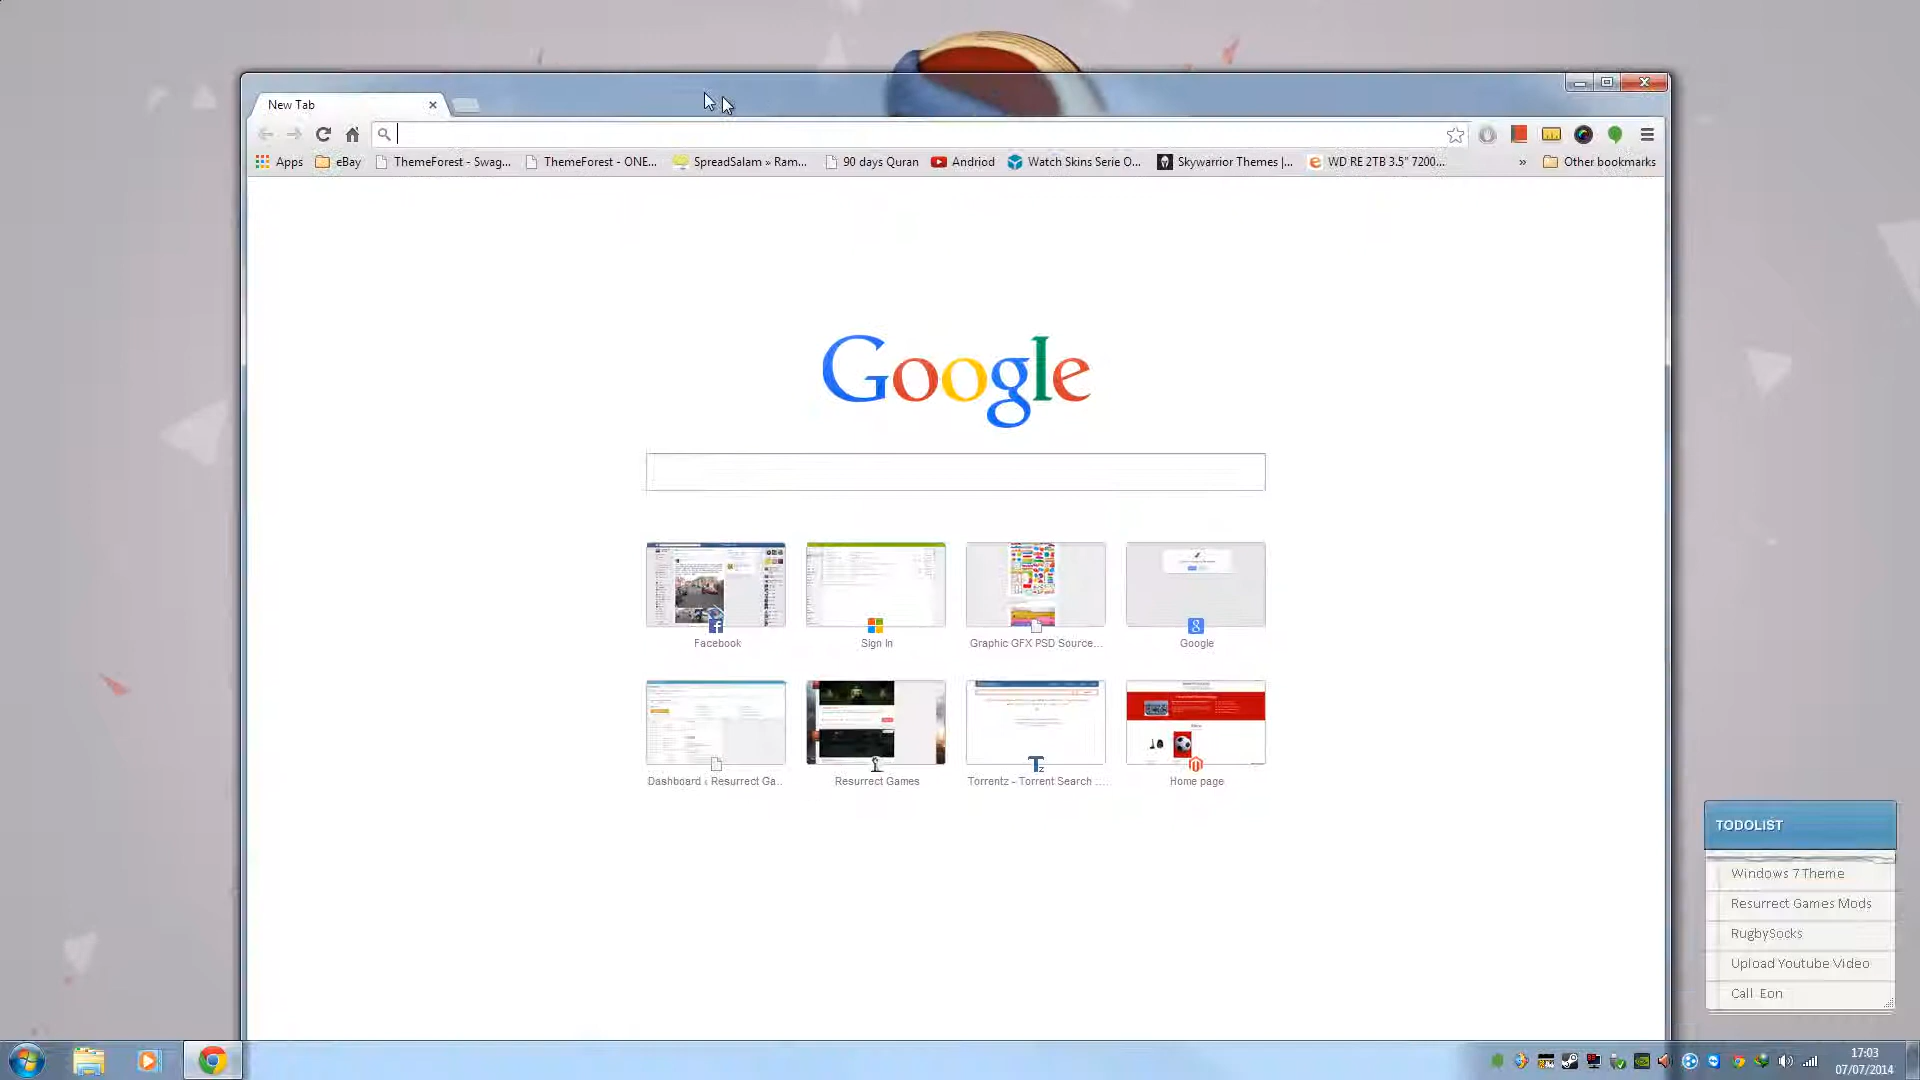 New Tab
Apps eBay ThemeForest - Swag... ThemeForest - ONE... SpreadSalam » Ram... 90 days Quran Andriod Watch Skins Serie O... Skywarrior Themes |... WD RE 2TB 3.5" 7200... » Other bookmarks
Google
Facebook Sign In Graphic GFX PSD Source... Google
Dashboard ‹ Resurrect Ga... Resurrect Games Torrentz - Torrent Search ... Home page
TODOLIST
Windows 7 Theme
Resurrect Games Mods
RugbySocks
Upload Youtube Video
Call Eon
17:03
07/07/2014